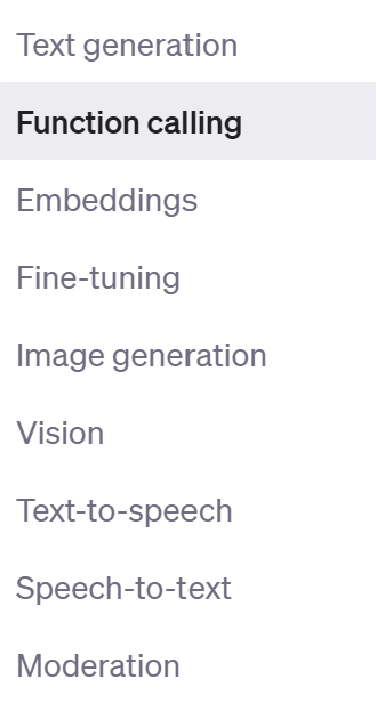 Text generation
Function calling
Embeddings
Fine-tuning
Image generation
Vision
Text-to-speech
Speech-to-text
Moderation